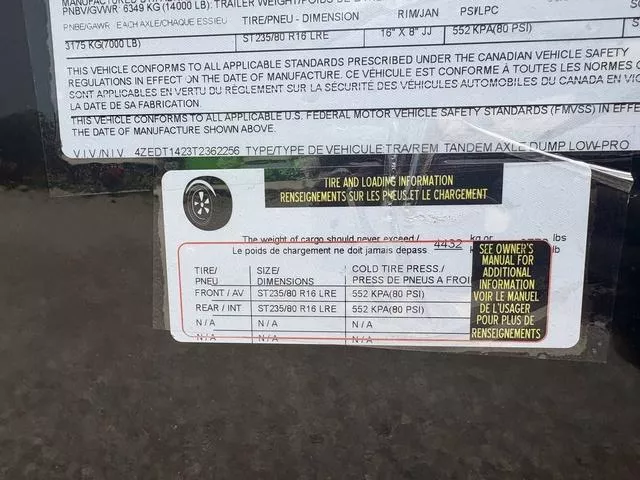 PNBV/GVWR 6349 KG (14000 LB): TRAILER WEIGHT/POIDS DE
PNBE/GAWR EACH AXLE/CHAQUE ESSIEU TIRE/PNEU - DIMENSION RIM/JAN PSI/LPC
3175 KG(7000 LB) ST235/80 R16 LRE 16" X 8" JJ 552 KPA(80 PSI)
THIS VEHICLE CONFORMS TO ALL APPLICABLE STANDARDS PRESCRIBED UNDER THE CANADIAN VEHICLE SAFETY
REGULATIONS IN EFFECT ON THE DATE OF MANUFACTURE. CE VÉHICULE EST CONFORME À TOUTES LES NORMES
SONT APPLICABLES EN VERTU DU RÈGLEMENT SUR LA SÉCURITÉ DES VÉHICULES AUTOMOBILES DU CANADA EN
LA DATE DE SA FABRICATION.
THIS VEHICLE CONFORMS TO ALL APPLICABLE U.S. FEDERAL MOTOR VEHICLE SAFETY STANDARDS (FMVSS) IN EFFE
THE DATE OF MANUFACTURE SHOWN ABOVE.
V.I.V/N.I.V 4ZEDT1423T2362256 TYPE/TYPE DE VEHICULE TRA/REM TANDEM AXLE DUMP LOW-PRO
TIRE AND LOADING INFORMATION
RENSEIGNEMENTS SUR LES PNEUS ET LE CHARGEMENT
The weight of cargo should never exceed / 4432 kg or lbs
Le poids de chargement ne doit jamais depass lb
TIRE/ SIZE/ COLD TIRE PRESS./
PNEU DIMENSIONS PRESS DE PNEUS A FROI
FRONT / AV ST235/80 R16 LRE 552 KPA(80 PSI)
REAR / INT ST235/80 R16 LRE 552 KPA(80 PSI)
N / A N / A N / A
N / A N / A N / A
SEE OWNER'S
MANUAL FOR
ADDITIONAL
INFORMATION
VOIR LE MANUEL
DE L'USAGER
POUR PLUS DE
RENSEIGNEMENTS